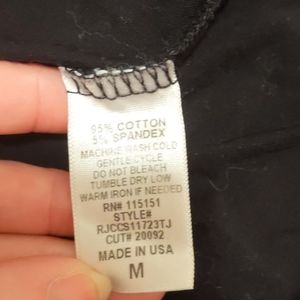 95% COTTON
5% SPANDEX
MACHINE WASH COLD
GENTLE CYCLE
DO NOT BLEACH
TUMBLE DRY LOW
WARM IRON IF NEEDED
RN# 115151
STYLE#
RJCCS11723TJ
CUT# 20092
MADE IN USA
M